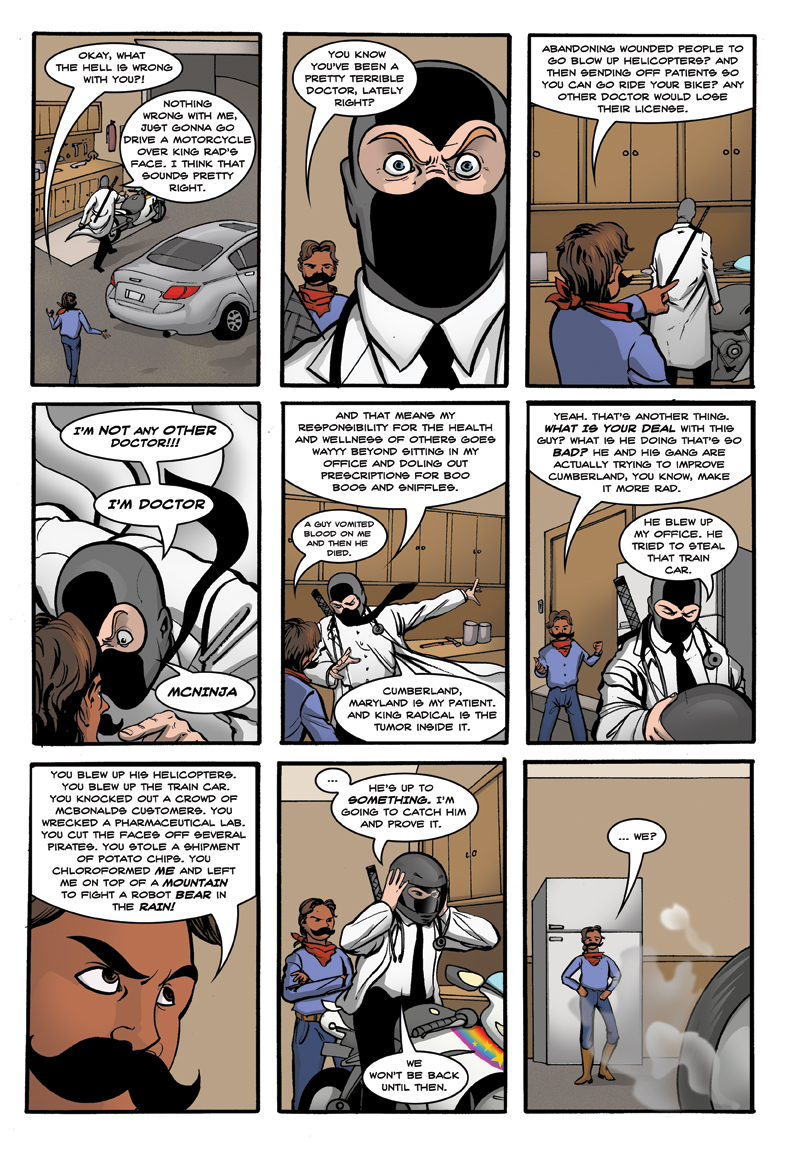 OKAY, WHAT
THE HELL IS WRONG
WITH YOU?!
NOTHING
WRONG WITH ME,
JUST GONNA GO
DRIVE A MOTORCYCLE
OVER KING RAD'S
FACE. I THINK THAT
SOUNDS PRETTY
RIGHT.
YOU KNOW
YOU'VE BEEN A
PRETTY TERRIBLE
DOCTOR, LATELY
RIGHT?
ABANDONING WOUNDED PEOPLE TO
GO BLOW UP HELICOPTERS? AND
THEN SENDING OFF PATIENTS SO
YOU CAN GO RIDE YOUR BIKE? ANY
OTHER DOCTOR WOULD LOSE
THEIR LICENSE.
I'M NOT ANY OTHER
DOCTOR!!!
I'M DOCTOR
MCNINJA
AND THAT MEANS MY
RESPONSIBILITY FOR THE HEALTH
AND WELLNESS OF OTHERS GOES
WAYYY BEYOND SITTING IN MY
OFFICE AND DOLING OUT
PRESCRIPTIONS FOR BOO
BOOS AND SNIFFLES.
A GUY VOMITED
BLOOD ON ME
AND THEN HE
DIED.
CUMBERLAND,
MARYLAND IS MY PATIENT.
AND KING RADICAL IS THE
TUMOR INSIDE IT.
YEAH. THAT'S ANOTHER THING.
WHAT IS YOUR DEAL WITH THIS
GUY? WHAT IS HE DOING THAT'S SO
BAD? HE AND HIS GANG ARE
ACTUALLY TRYING TO IMPROVE
CUMBERLAND, YOU KNOW, MAKE
IT MORE RAD.
HE BLEW UP
MY OFFICE. HE
TRIED TO STEAL
THAT TRAIN
CAR.
YOU BLEW UP HIS HELICOPTERS.
YOU BLEW UP THE TRAIN CAR.
YOU KNOCKED OUT A CROWD OF
MCBONALDS CUSTOMERS. YOU
WRECKED A PHARMACEUTICAL LAB.
YOU CUT THE FACES OFF SEVERAL
PIRATES. YOU STOLE A SHIPMENT
OF POTATO CHIPS. YOU
CHLOROFORMED ME AND LEFT
ME ON TOP OF A MOUNTAIN
TO FIGHT A ROBOT BEAR IN
THE RAIN!
...
HE'S UP TO
SOMETHING. I'M
GOING TO CATCH HIM
AND PROVE IT.
WE
WON'T BE BACK
UNTIL THEN.
... WE?